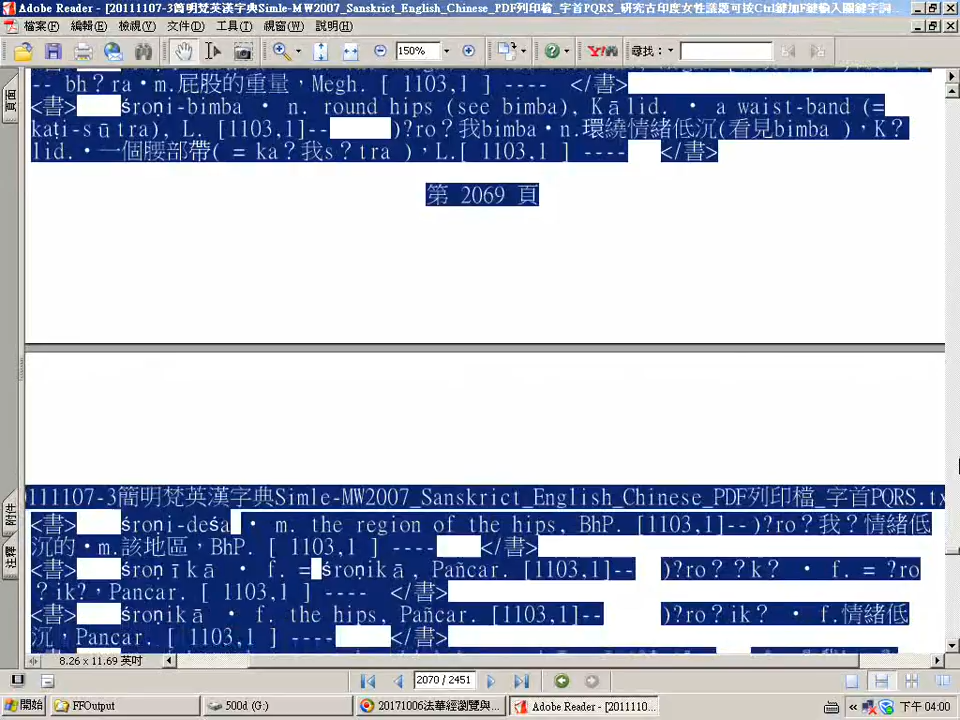 Adobe Reader - [20111107-3簡明梵英漢字典Simle-MW2007_Sanskrict_English_Chinese_PDF列印檔_字首PQRS_研究古印度女性議題可按Ctrl鍵加F鍵輸入關鍵字詞...
檔案(F) 編輯(E) 檢視(V) 文件(D) 工具(T) 視窗(W) 說明(H)
150% 尋找：
-- bh？ra‧m.屁股的重量，Megh. [ 1103,1 ] ---- </書>
<書> śroṇi-bimba ‧ n. round hips (see bimba), Kālid. ‧ a waist-band (=
kaṭi-sūtra), L. [1103,1]-- )?ro？我bimba‧n.環繞情緒低沉(看見bimba )，K？
lid.‧一個腰部帶( = ka？我s？tra )，L.[ 1103,1 ] ---- </書>
第 2069 頁
0111107-3簡明梵英漢字典Simle-MW2007_Sanskrict_English_Chinese_PDF列印檔_字首PQRS.tx
<書> śroṇi-deśa ‧ m. the region of the hips, BhP. [1103,1]--)?ro？我？情緒低
沉的‧m.該地區，BhP. [ 1103,1 ] ---- </書>
<書> śroṇīkā ‧ f. = śroṇikā, Pañcar. [1103,1]-- )?ro？？k？ ‧ f. = ?ro
？ik?, Pancar. [ 1103,1 ] ---- </書>
<書> śroṇikā ‧ f. the hips, Pañcar. [1103,1]-- )?ro？ik？ ‧ f.情緒低
沉，Pancar. [ 1103,1 ] ---- </書>
頁面
附件
注釋
8.26 x 11.69 英吋
2070 / 2451
開始 FFOutput 500d (G:) 20171006法華經瀏覽與... Adobe Reader - [201110... 下午 04:00